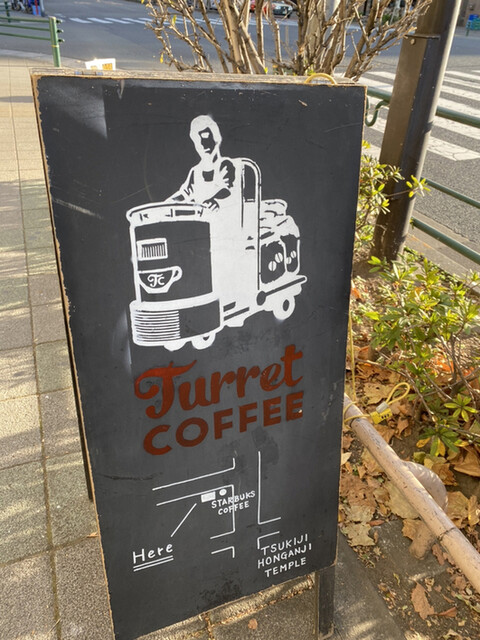 Tc
Turret
COFFEE
STARBUKS
COFFEE
Here
TSUKIJI
HONGANJI
TEMPLE